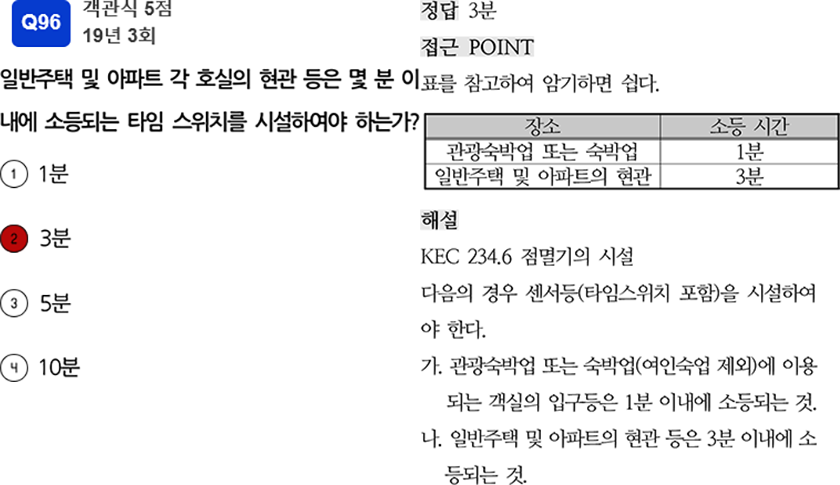 Q96
객관식 5점
19년 3회
일반주택 및 아파트 각 호실의 현관 등은 몇 분 이
내에 소등되는 타임 스위치를 시설하여야 하는가?
1 1분
2 3분
3 5분
4 10분
정답 3분
접근 POINT
표를 참고하여 암기하면 쉽다.
장소 소등 시간
관광숙박업 또는 숙박업 1분
일반주택 및 아파트의 현관 3분
해설
KEC 234.6 점멸기의 시설
다음의 경우 센서등(타임스위치 포함)을 시설하여
야 한다.
가. 관광숙박업 또는 숙박업(여인숙업 제외)에 이용
되는 객실의 입구등은 1분 이내에 소등되는 것.
나. 일반주택 및 아파트의 현관 등은 3분 이내에 소
등되는 것.